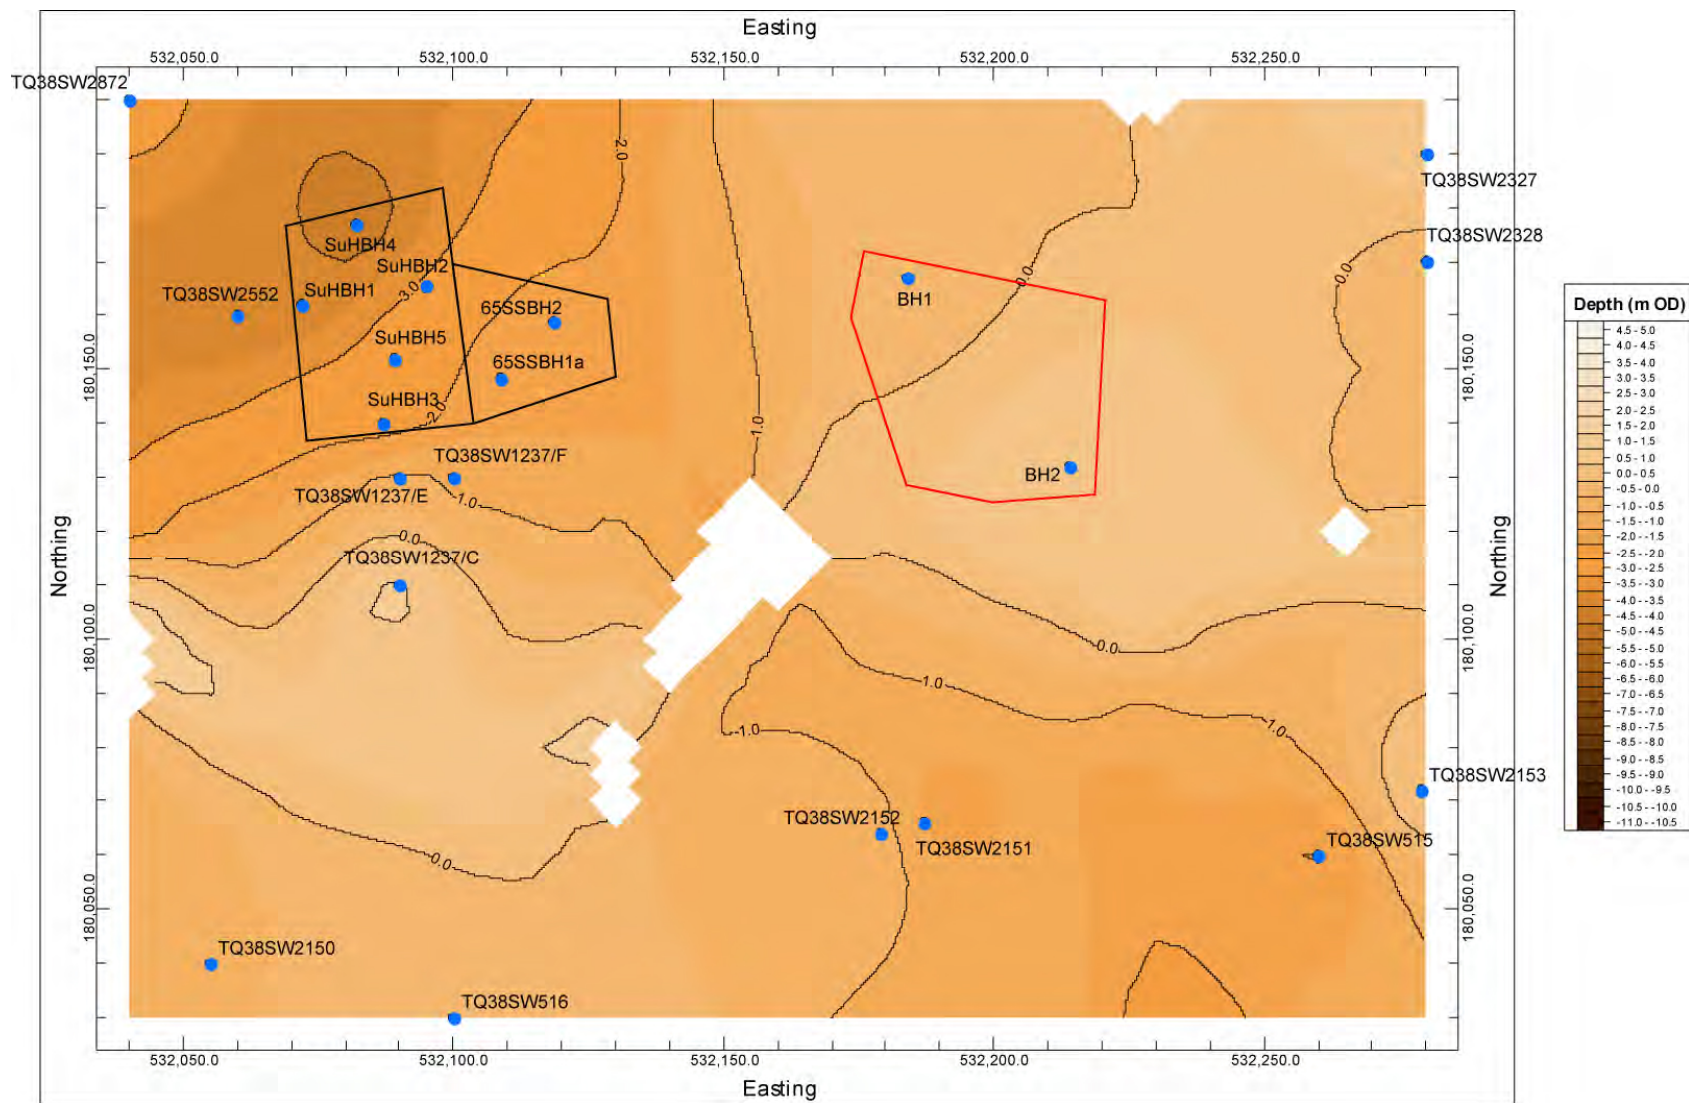 Easting
532,050.0 532,100.0 532,150.0 532,200.0 532,250.0
TQ38SW2872
-2.0
TQ38SW2327
TQ38SW2328
SuHBH4
SuHBH2
0.0
0.0
-3.0
SuHBH1
TQ38SW2552
65SSBH2
BH1
Depth (m OD)
4.5 - 5.0
4.0 - 4.5
3.5 - 4.0
3.0 - 3.5
2.5 - 3.0
2.0 - 2.5
1.5 - 2.0
1.0 - 1.5
0.5 - 1.0
0.0 - 0.5
-0.5 - 0.0
-1.0 - -0.5
-1.5 - -1.0
-2.0 - -1.5
-2.5 - -2.0
-3.0 - -2.5
-3.5 - -3.0
-4.0 - -3.5
-4.5 - -4.0
-5.0 - -4.5
-5.5 - -5.0
-6.0 - -5.5
-6.5 - -6.0
-7.0 - -6.5
-7.5 - -7.0
-8.0 - -7.5
-8.5 - -8.0
-9.0 - -8.5
-9.5 - -9.0
-10.0 - -9.5
-10.5 - -10.0
-11.0 - -10.5
SuHBH5
65SSBH1a
180,150.0
180,150.0
SuHBH3
-2.0
-1.0
TQ38SW1237/F
BH2
TQ38SW1237/E
-1.0
0.0
TQ38SW1237/C
Northing
Northing
180,100.0
180,100.0
0.0
-1.0
-1.0
-1.0
TQ38SW2153
TQ38SW2152
TQ38SW2151
TQ38SW515
0.0
180,050.0
180,050.0
TQ38SW2150
TQ38SW516
532,050.0 532,100.0 532,150.0 532,200.0 532,250.0
Easting